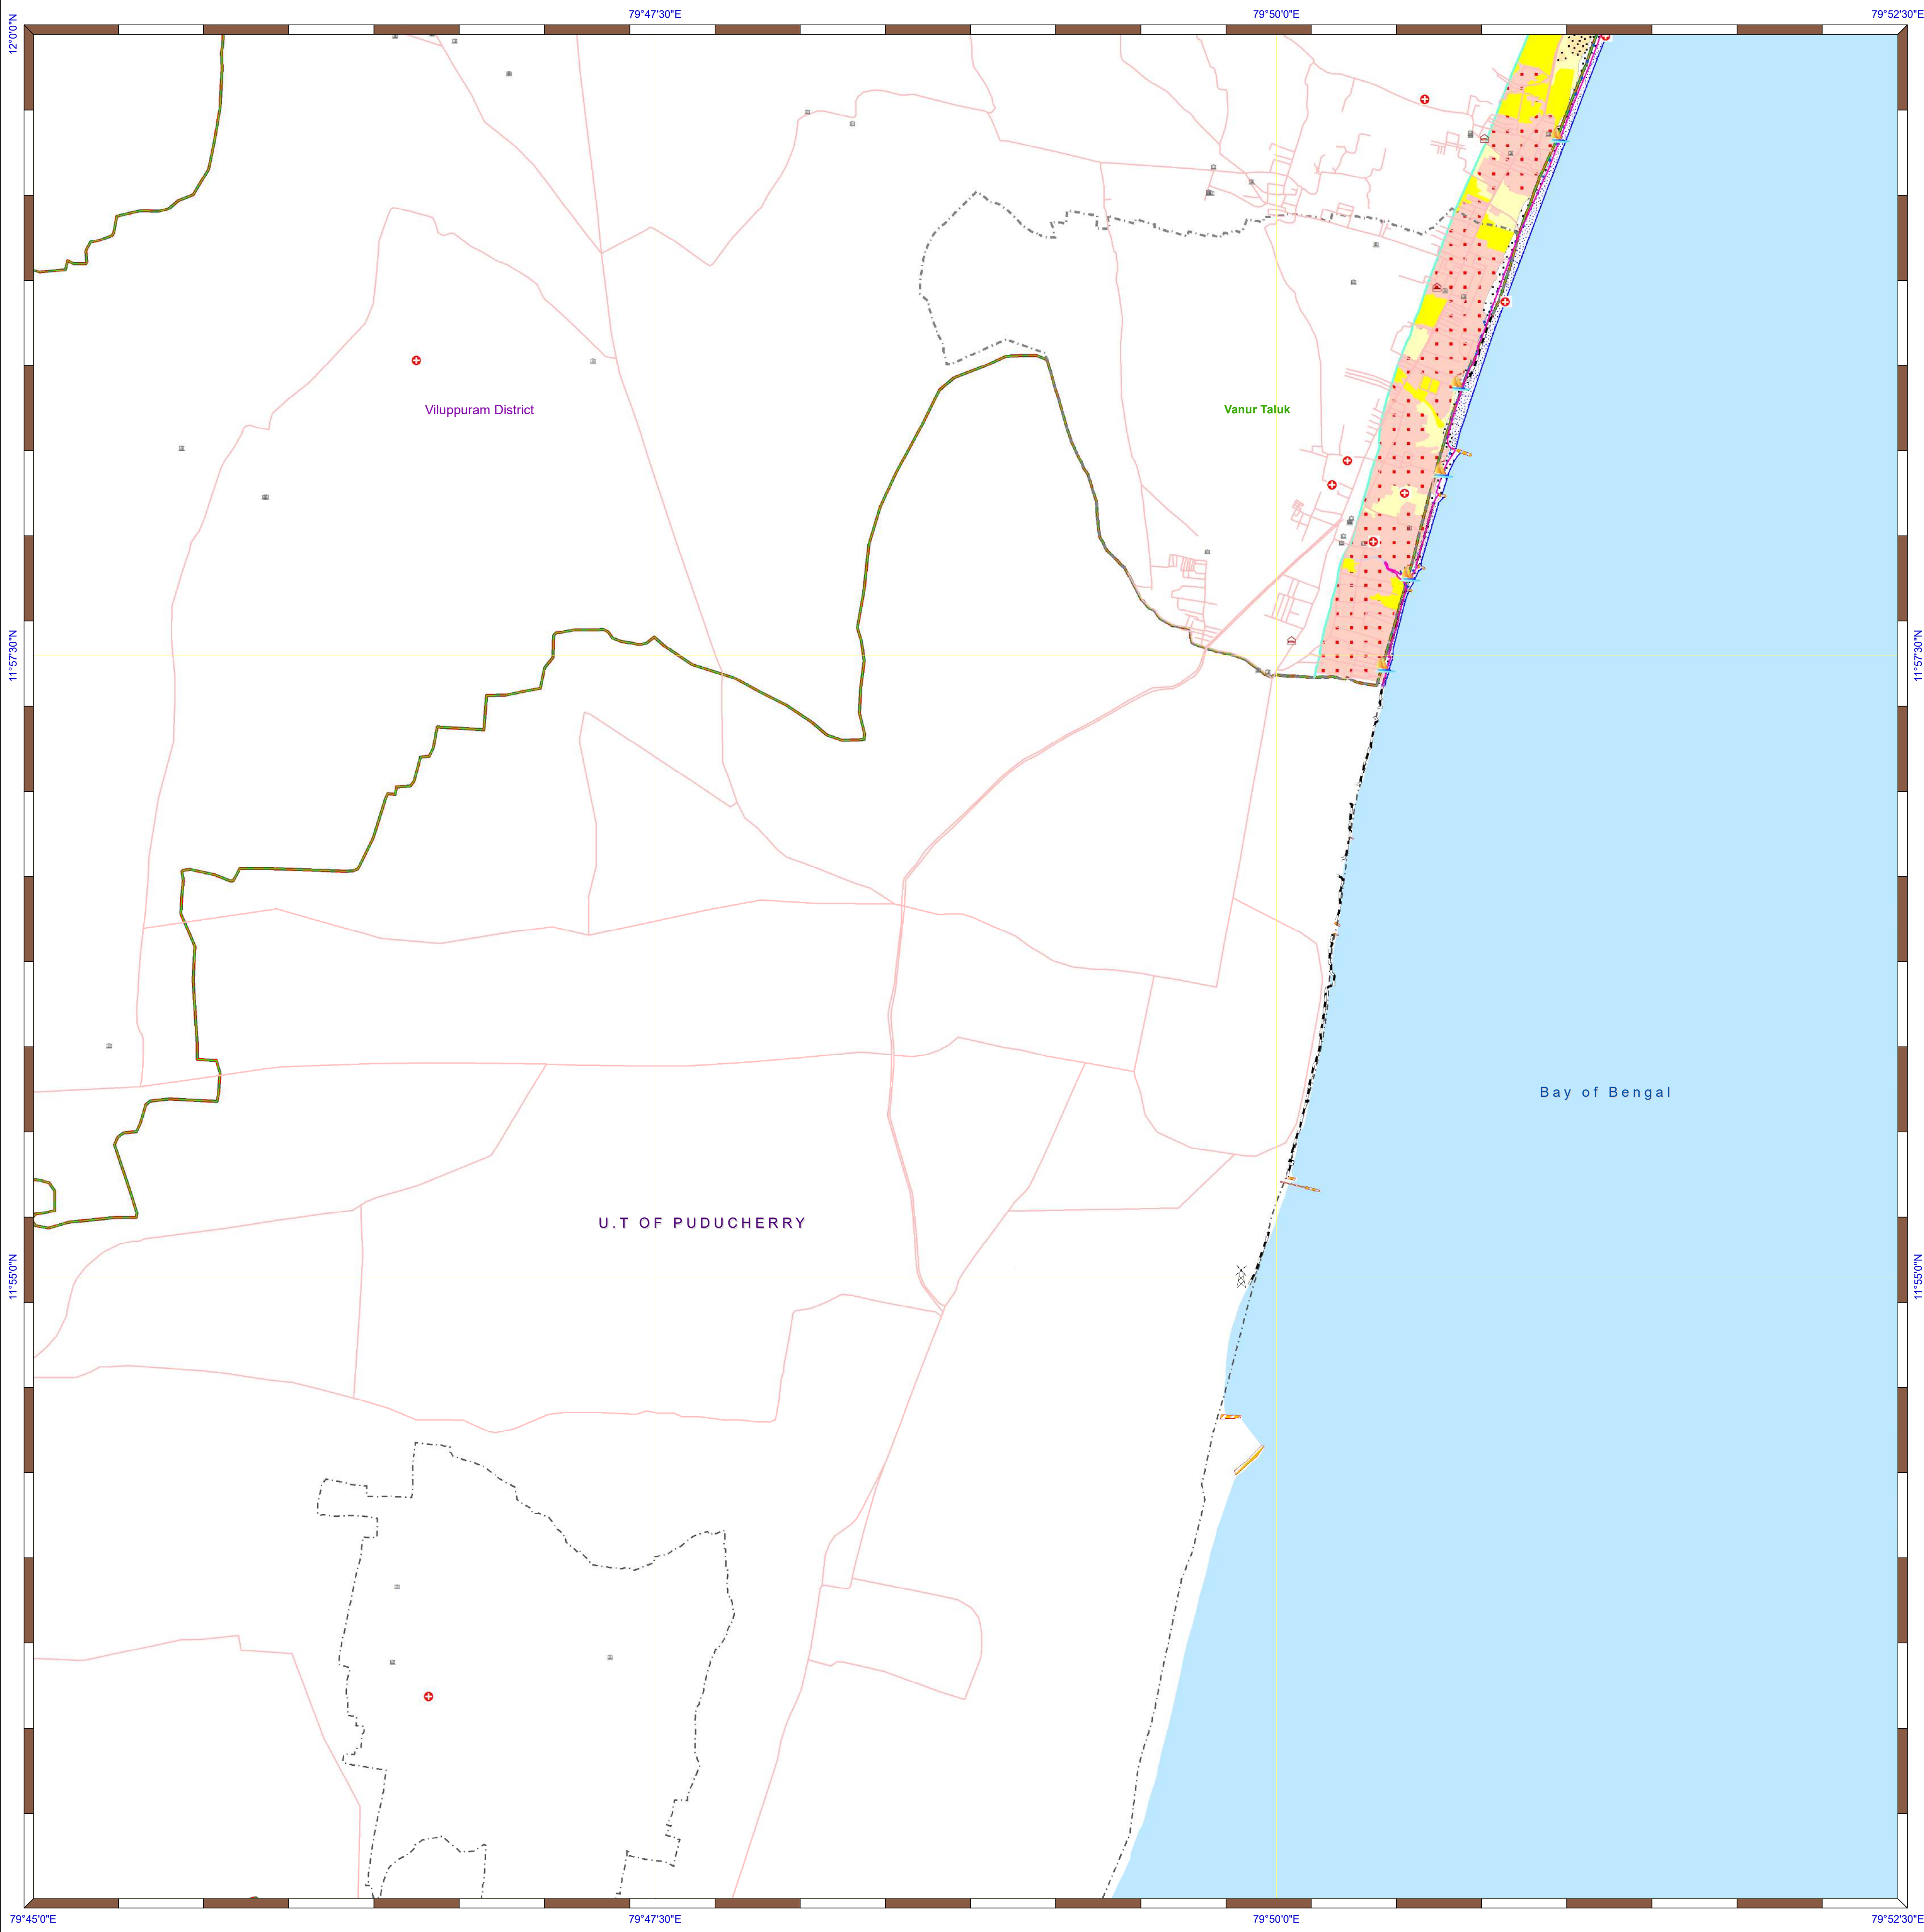 79°47'30"E
79°50'0"E
79°52'30"E
12°0'0"N
Viluppuram District
Vanur Taluk
11°57'30"N
11°57'30"N
Bay of Bengal
U.T OF PUDUCHERRY
11°55'0"N
11°55'0"N
79°45'0"E
79°47'30"E
79°50'0"E
79°52'30"E